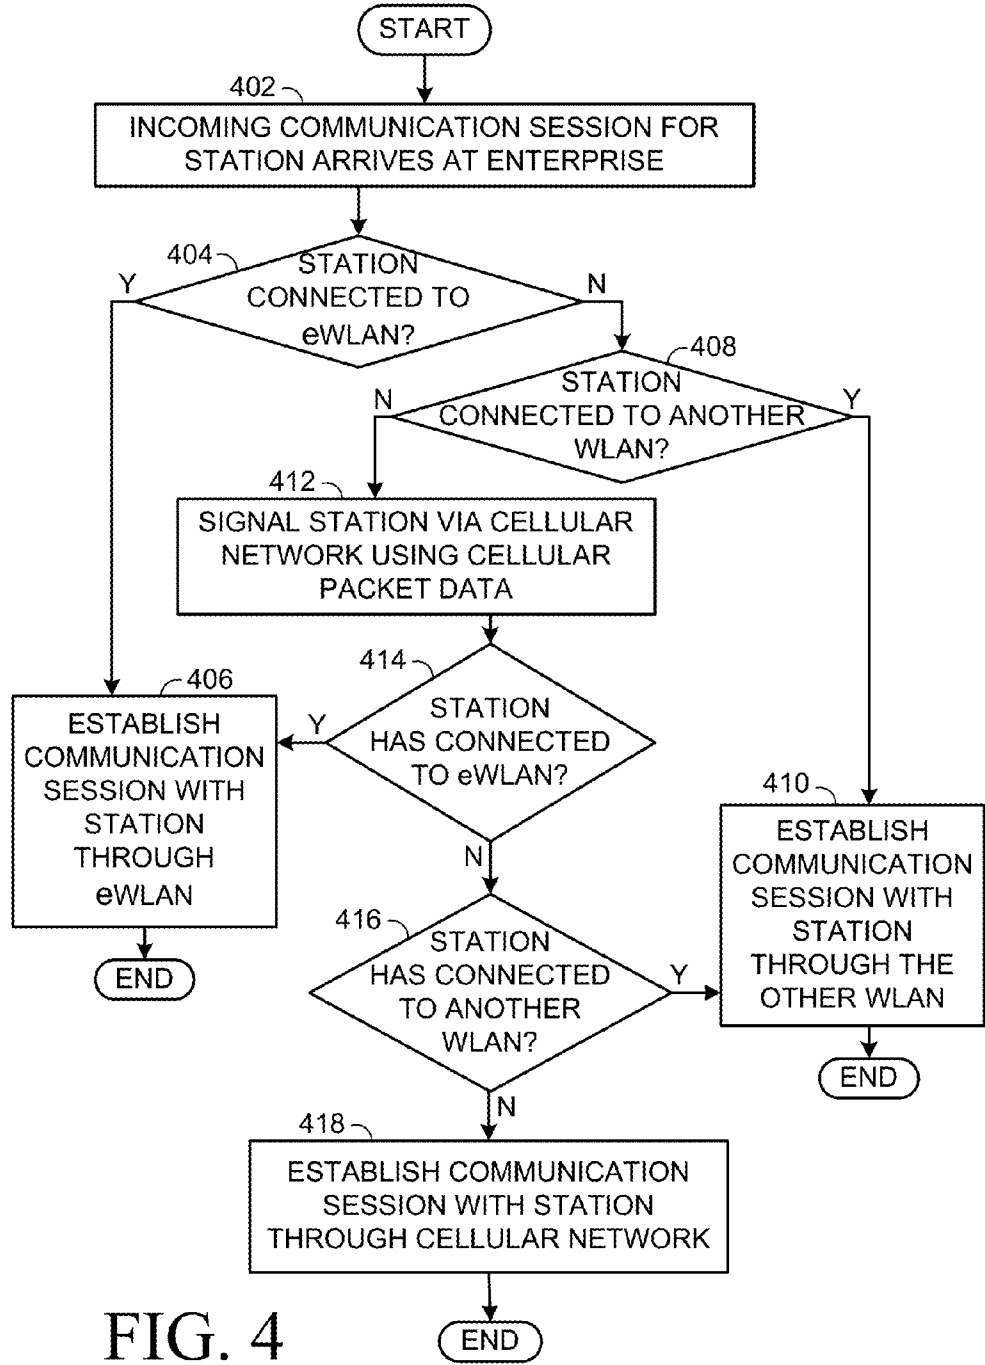 START
402
INCOMING COMMUNICATION SESSION FOR
STATION ARRIVES AT ENTERPRISE
404
STATION
CONNECTED TO
eWLAN?
Y
N
408
STATION
CONNECTED TO ANOTHER
WLAN?
N
Y
412
SIGNAL STATION VIA CELLULAR
NETWORK USING CELLULAR
PACKET DATA
414
STATION
HAS CONNECTED
TO eWLAN?
Y
N
406
ESTABLISH
COMMUNICATION
SESSION WITH
STATION
THROUGH
eWLAN
END
416
STATION
HAS CONNECTED
TO ANOTHER
WLAN?
Y
N
410
ESTABLISH
COMMUNICATION
SESSION WITH
STATION
THROUGH THE
OTHER WLAN
END
418
ESTABLISH COMMUNICATION
SESSION WITH STATION
THROUGH CELLULAR NETWORK
END
FIG. 4